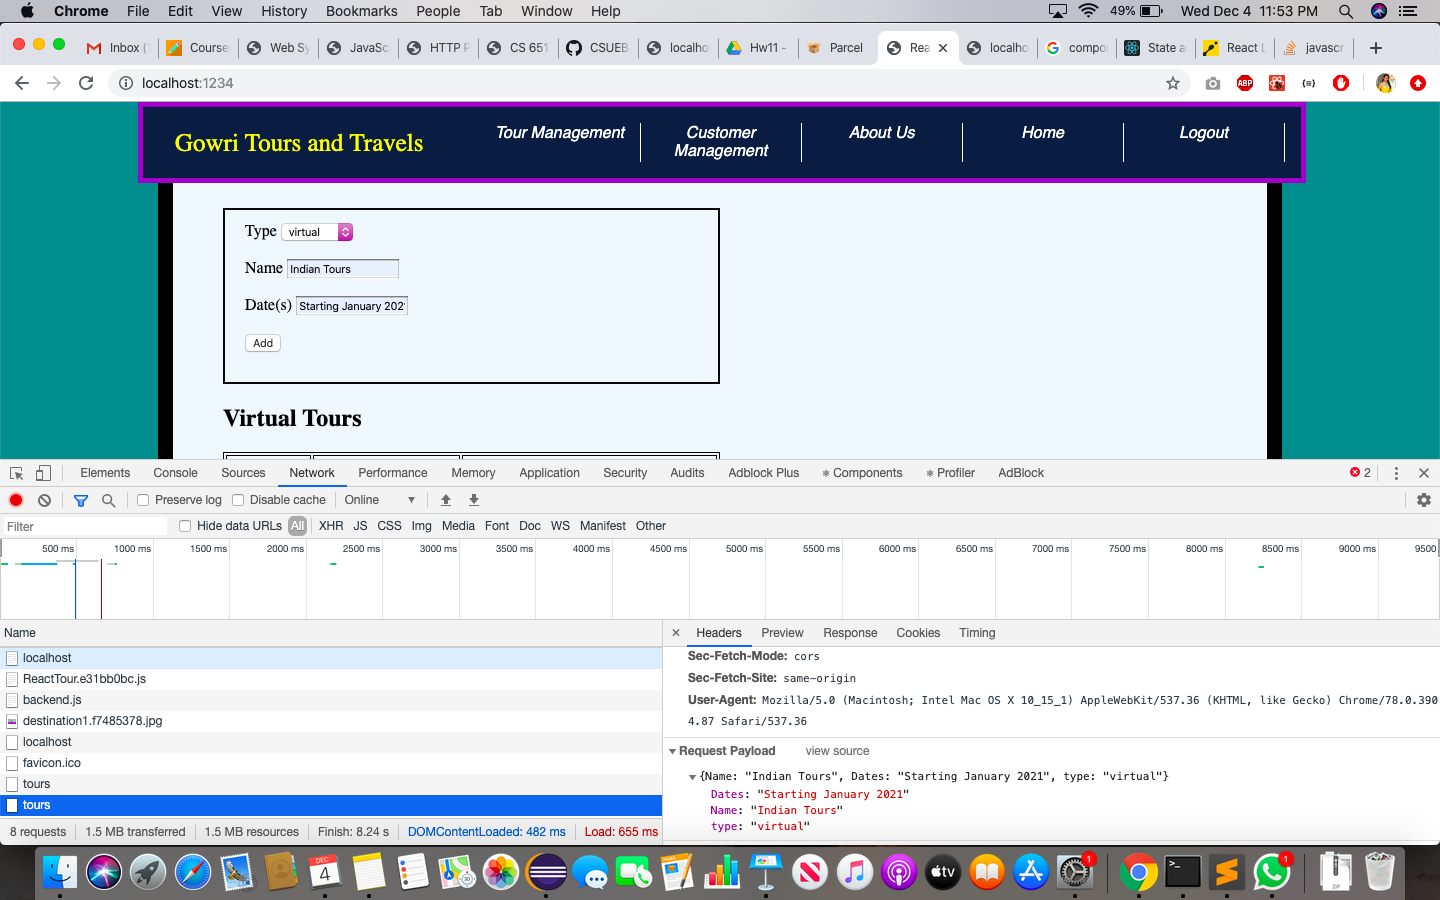 Chrome File Edit View History Bookmarks People Tab Window Help 49% Wed Dec 4 11:53 PM
Inbox (1 Course Web Sy JavaSc HTTP P CS 651 CSUEB localho Hw11 - Parcel Rea localho compo State a React L javascr
localhost:1234 ABP
Gowri Tours and Travels
Tour Management
Customer Management
About Us
Home
Logout
Type virtual
Name Indian Tours
Date(s) Starting January 202
Add
Virtual Tours
Elements Console Sources Network Performance Memory Application Security Audits Adblock Plus Components Profiler AdBlock 2
Preserve log Disable cache Online
Filter Hide data URLs All XHR JS CSS Img Media Font Doc WS Manifest Other
500 ms 1000 ms 1500 ms 2000 ms 2500 ms 3000 ms 3500 ms 4000 ms 4500 ms 5000 ms 5500 ms 6000 ms 6500 ms 7000 ms 7500 ms 8000 ms 8500 ms 9000 ms 9500
Name
localhost
ReactTour.e31bb0bc.js
backend.js
destination1.f7485378.jpg
localhost
favicon.ico
tours
tours
8 requests 1.5 MB transferred 1.5 MB resources Finish: 8.24 s DOMContentLoaded: 482 ms Load: 655 ms
Headers Preview Response Cookies Timing
Sec-Fetch-Mode: cors
Sec-Fetch-Site: same-origin
User-Agent: Mozilla/5.0 (Macintosh; Intel Mac OS X 10_15_1) AppleWebKit/537.36 (KHTML, like Gecko) Chrome/78.0.390
4.87 Safari/537.36
Request Payload view source
{Name: "Indian Tours", Dates: "Starting January 2021", type: "virtual"}
Dates: "Starting January 2021"
Name: "Indian Tours"
type: "virtual"
DEC
4
tv
1
1
ZIP